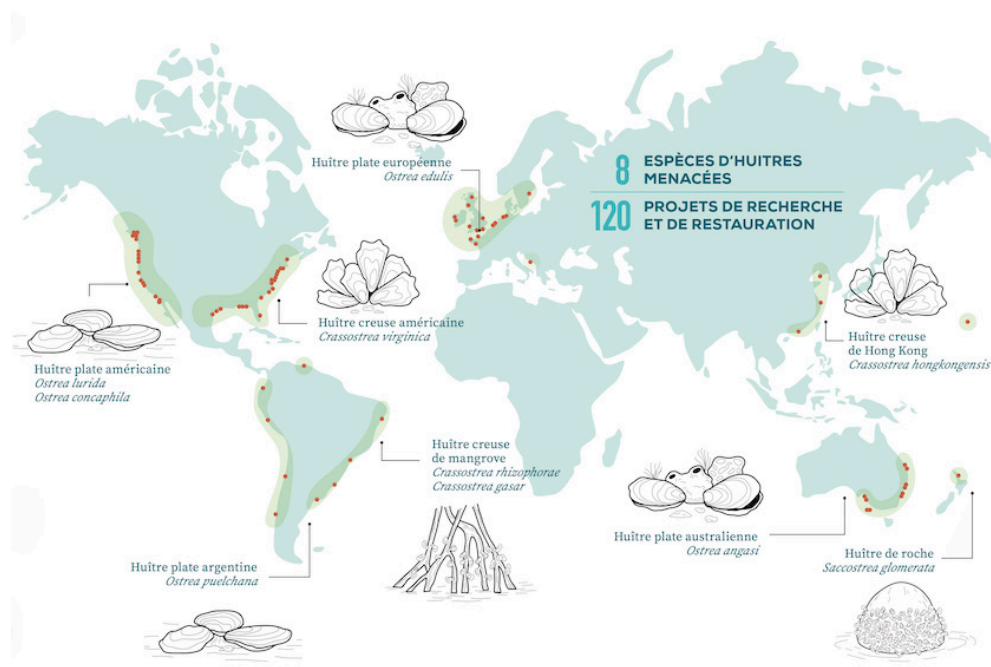 Huître plate européenne
Ostrea edulis
8 ESPÈCES D'HUITRES
MENACÉES
120 PROJETS DE RECHERCHE
ET DE RESTAURATION
Huître creuse américaine
Crassostrea virginica
Huître creuse
de Hong Kong
Crassostrea hongkongensis
Huître plate américaine
Ostrea lurida
Ostrea concaphila
Huître creuse
de mangrove
Crassostrea rhizophorae
Crassostrea gasar
Huître plate australienne
Ostrea angasi
Huître de roche
Saccostrea glomerata
Huître plate argentine
Ostrea puelchana